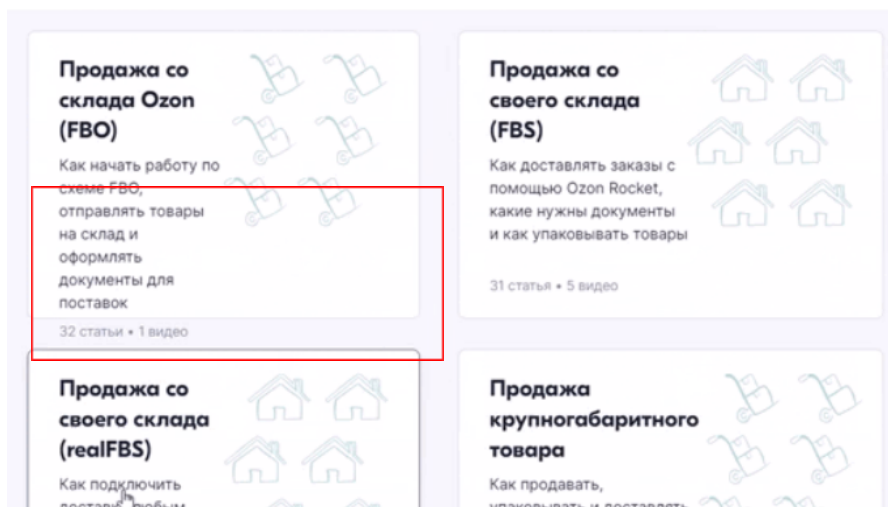 Продажа со
склада Ozon
(FBO)
Как начать работу по
схеме FBO,
отправлять товары
на склад и
оформлять
документы для
поставок
32 статьи • 1 видео
Продажа со
своего склада
(FBS)
Как доставлять заказы с
помощью Ozon Rocket,
какие нужны документы
и как упаковывать товары
31 статья • 5 видео
Продажа со
своего склада
(realFBS)
Как подключить
Продажа
крупногабаритного
товара
Как продавать,
упаковывать и доставлять